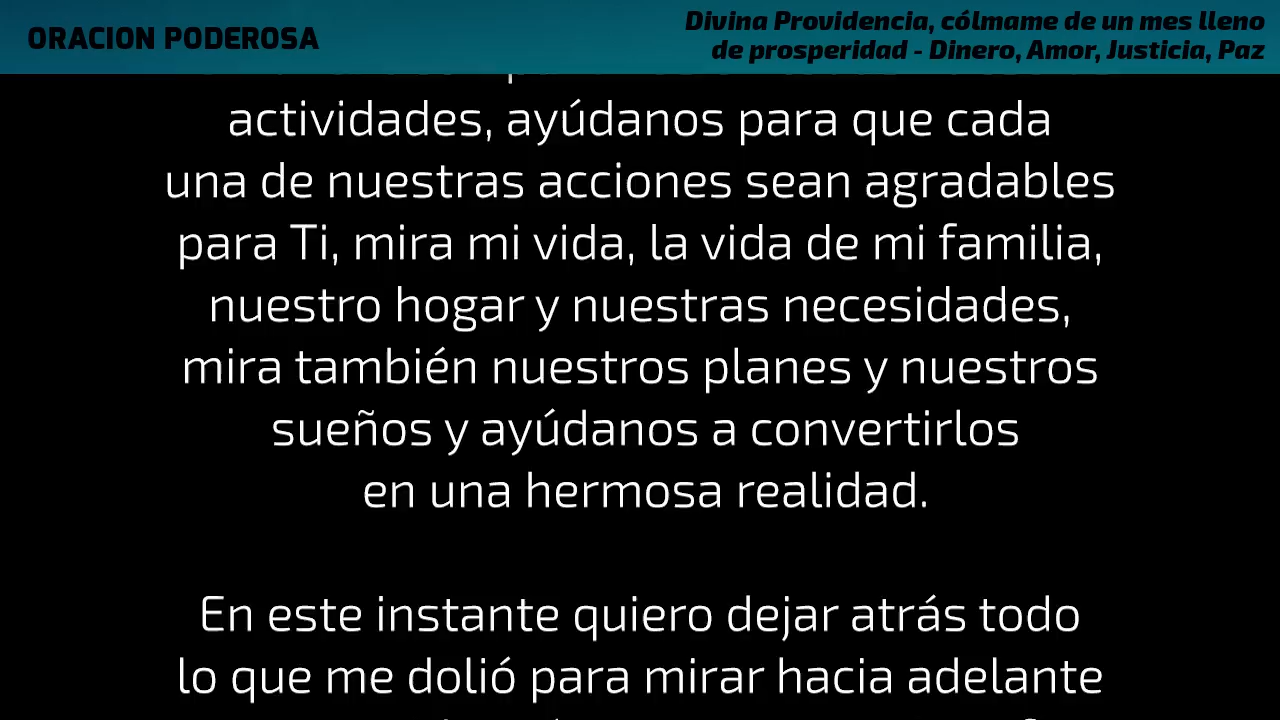 ORACION PODEROSA
Divina Providencia, cólmame de un mes lleno
de prosperidad - Dinero, Amor, Justicia, Paz
actividades, ayúdanos para que cada
una de nuestras acciones sean agradables
para Ti, mira mi vida, la vida de mi familia,
nuestro hogar y nuestras necesidades,
mira también nuestros planes y nuestros
sueños y ayúdanos a convertirlos
en una hermosa realidad.
En este instante quiero dejar atrás todo
lo que me dolió para mirar hacia adelante